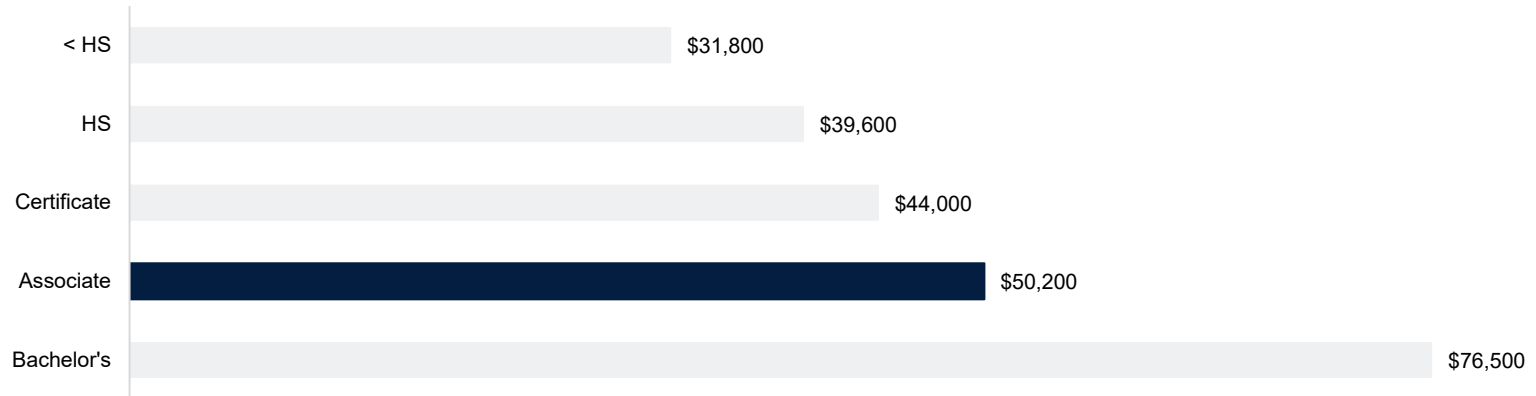 < HS $31,800
HS $39,600
Certificate $44,000
Associate $50,200
Bachelor's $76,500